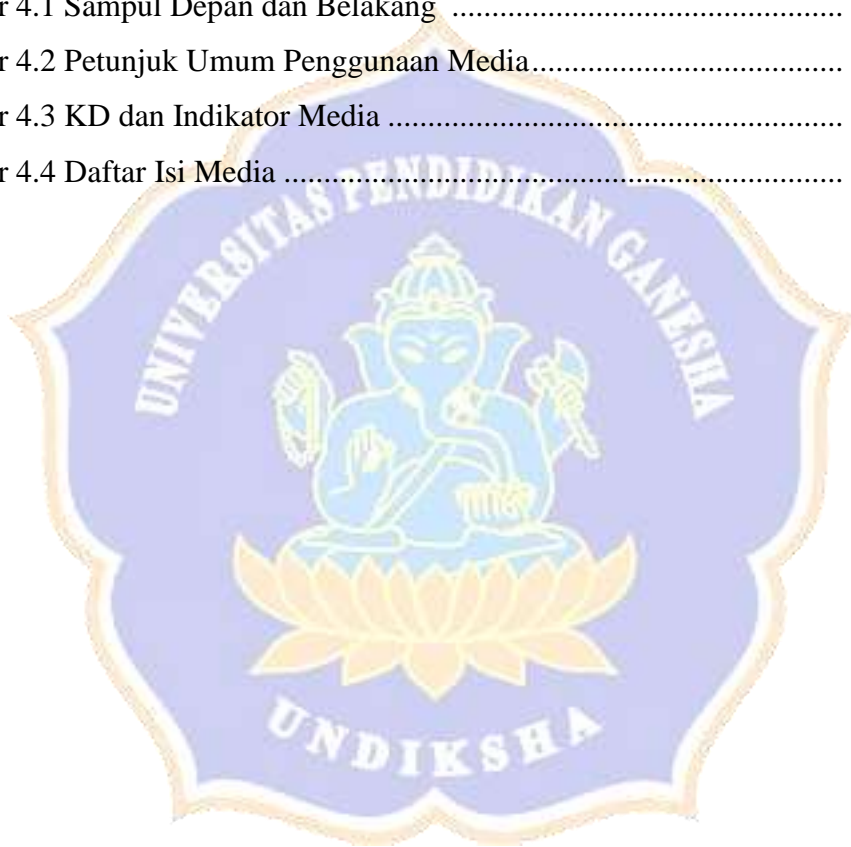 r 4.1 Sampul Depan dan Belakang ................................................
r 4.2 Petunjuk Umum Penggunaan Media.......................................
r 4.3 KD dan Indikator Media .........................................................
r 4.4 Daftar Isi Media ......................................................................
UNIVERSITAS PENDIDIKAN GANESHA
UNDIKSHA